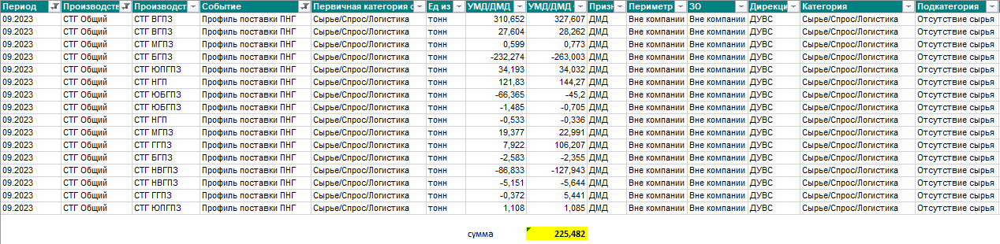 Период Производств Производст Событие Первичная категория с Ед из УМД/ДМД УМД/ДМД Призн Периметр ЗО Дирекци Категория Подкатегория
09.2023 СТГ Общий СТГ ВГПЗ Профиль поставки ПНГ Сырье/Спрос/Логистика тонн 310,652 327,607 ДМД Вне компании Вне компании ДУВС Сырье/Спрос/Логистика Отсутствие сырья
09.2023 СТГ Общий СТГ ВГПЗ Профиль поставки ПНГ Сырье/Спрос/Логистика тонн 27,604 28,262 ДМД Вне компании Вне компании ДУВС Сырье/Спрос/Логистика Отсутствие сырья
09.2023 СТГ Общий СТГ МГПЗ Профиль поставки ПНГ Сырье/Спрос/Логистика тонн 0,599 0,773 ДМД Вне компании Вне компании ДУВС Сырье/Спрос/Логистика Отсутствие сырья
09.2023 СТГ Общий СТГ БГПЗ Профиль поставки ПНГ Сырье/Спрос/Логистика тонн -232,274 -263,003 ДМД Вне компании Вне компании ДУВС Сырье/Спрос/Логистика Отсутствие сырья
09.2023 СТГ Общий СТГ ЮПГПЗ Профиль поставки ПНГ Сырье/Спрос/Логистика тонн 34,193 34,032 ДМД Вне компании Вне компании ДУВС Сырье/Спрос/Логистика Отсутствие сырья
09.2023 СТГ Общий СТГ НГП Профиль поставки ПНГ Сырье/Спрос/Логистика тонн 121,83 144,27 ДМД Вне компании Вне компании ДУВС Сырье/Спрос/Логистика Отсутствие сырья
09.2023 СТГ Общий СТГ ЮБГПЗ Профиль поставки ПНГ Сырье/Спрос/Логистика тонн -66,365 -45,2 ДМД Вне компании Вне компании ДУВС Сырье/Спрос/Логистика Отсутствие сырья
09.2023 СТГ Общий СТГ ЮБГПЗ Профиль поставки ПНГ Сырье/Спрос/Логистика тонн -1,485 -0,705 ДМД Вне компании Вне компании ДУВС Сырье/Спрос/Логистика Отсутствие сырья
09.2023 СТГ Общий СТГ НГП Профиль поставки ПНГ Сырье/Спрос/Логистика тонн -0,533 -0,336 ДМД Вне компании Вне компании ДУВС Сырье/Спрос/Логистика Отсутствие сырья
09.2023 СТГ Общий СТГ МГПЗ Профиль поставки ПНГ Сырье/Спрос/Логистика тонн 19,377 22,991 ДМД Вне компании Вне компании ДУВС Сырье/Спрос/Логистика Отсутствие сырья
09.2023 СТГ Общий СТГ ГГПЗ Профиль поставки ПНГ Сырье/Спрос/Логистика тонн 7,922 106,207 ДМД Вне компании Вне компании ДУВС Сырье/Спрос/Логистика Отсутствие сырья
09.2023 СТГ Общий СТГ БГПЗ Профиль поставки ПНГ Сырье/Спрос/Логистика тонн -2,583 -2,355 ДМД Вне компании Вне компании ДУВС Сырье/Спрос/Логистика Отсутствие сырья
09.2023 СТГ Общий СТГ НВГПЗ Профиль поставки ПНГ Сырье/Спрос/Логистика тонн -86,833 -127,943 ДМД Вне компании Вне компании ДУВС Сырье/Спрос/Логистика Отсутствие сырья
09.2023 СТГ Общий СТГ НВГПЗ Профиль поставки ПНГ Сырье/Спрос/Логистика тонн -5,151 -5,644 ДМД Вне компании Вне компании ДУВС Сырье/Спрос/Логистика Отсутствие сырья
09.2023 СТГ Общий СТГ ГГПЗ Профиль поставки ПНГ Сырье/Спрос/Логистика тонн -0,372 5,441 ДМД Вне компании Вне компании ДУВС Сырье/Спрос/Логистика Отсутствие сырья
09.2023 СТГ Общий СТГ ЮПГПЗ Профиль поставки ПНГ Сырье/Спрос/Логистика тонн 1,108 1,085 ДМД Вне компании Вне компании ДУВС Сырье/Спрос/Логистика Отсутствие сырья
сумма 225,482